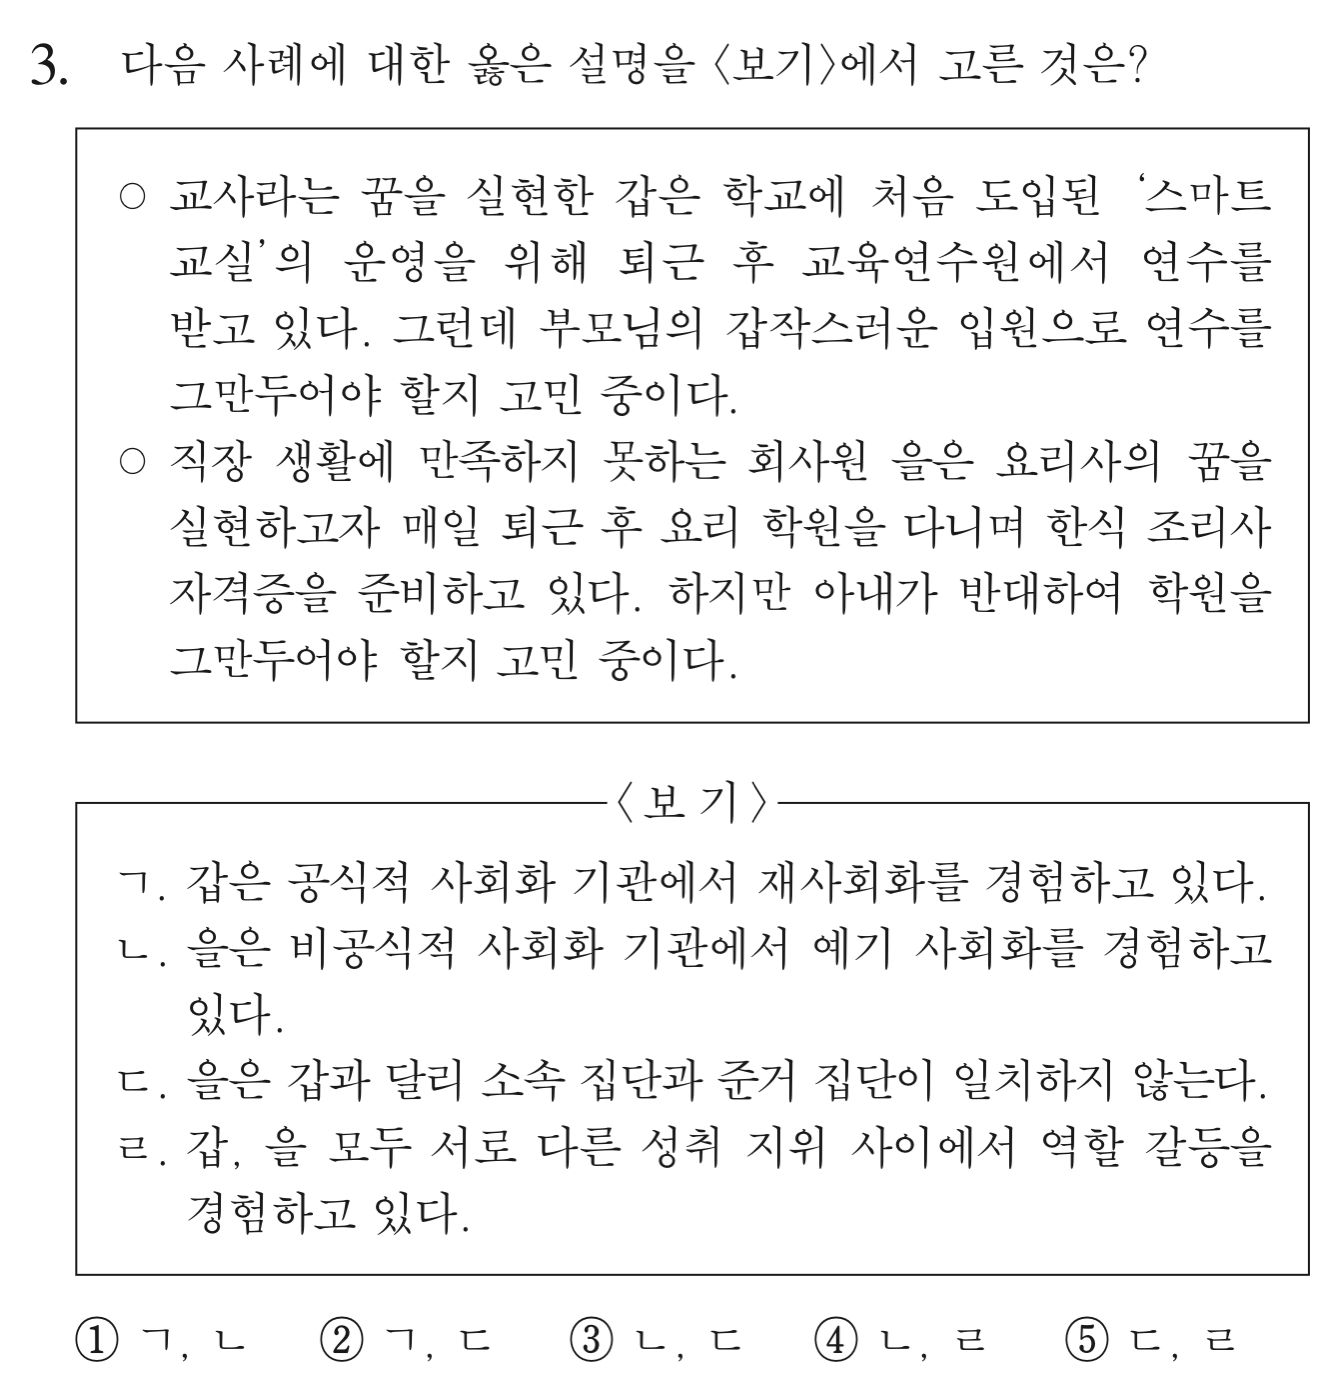 3. 다음 사례에 대한 옳은 설명을 〈보기〉에서 고른 것은?
○ 교사라는 꿈을 실현한 갑은 학교에 처음 도입된 ‘스마트
교실’의 운영을 위해 퇴근 후 교육연수원에서 연수를
받고 있다. 그런데 부모님의 갑작스러운 입원으로 연수를
그만두어야 할지 고민 중이다.
○ 직장 생활에 만족하지 못하는 회사원 을은 요리사의 꿈을
실현하고자 매일 퇴근 후 요리 학원을 다니며 한식 조리사
자격증을 준비하고 있다. 하지만 아내가 반대하여 학원을
그만두어야 할지 고민 중이다.
〈보 기〉
ㄱ. 갑은 공식적 사회화 기관에서 재사회화를 경험하고 있다.
ㄴ. 을은 비공식적 사회화 기관에서 예기 사회화를 경험하고
있다.
ㄷ. 을은 갑과 달리 소속 집단과 준거 집단이 일치하지 않는다.
ㄹ. 갑, 을 모두 서로 다른 성취 지위 사이에서 역할 갈등을
경험하고 있다.
① ㄱ, ㄴ ② ㄱ, ㄷ ③ ㄴ, ㄷ ④ ㄴ, ㄹ ⑤ ㄷ, ㄹ